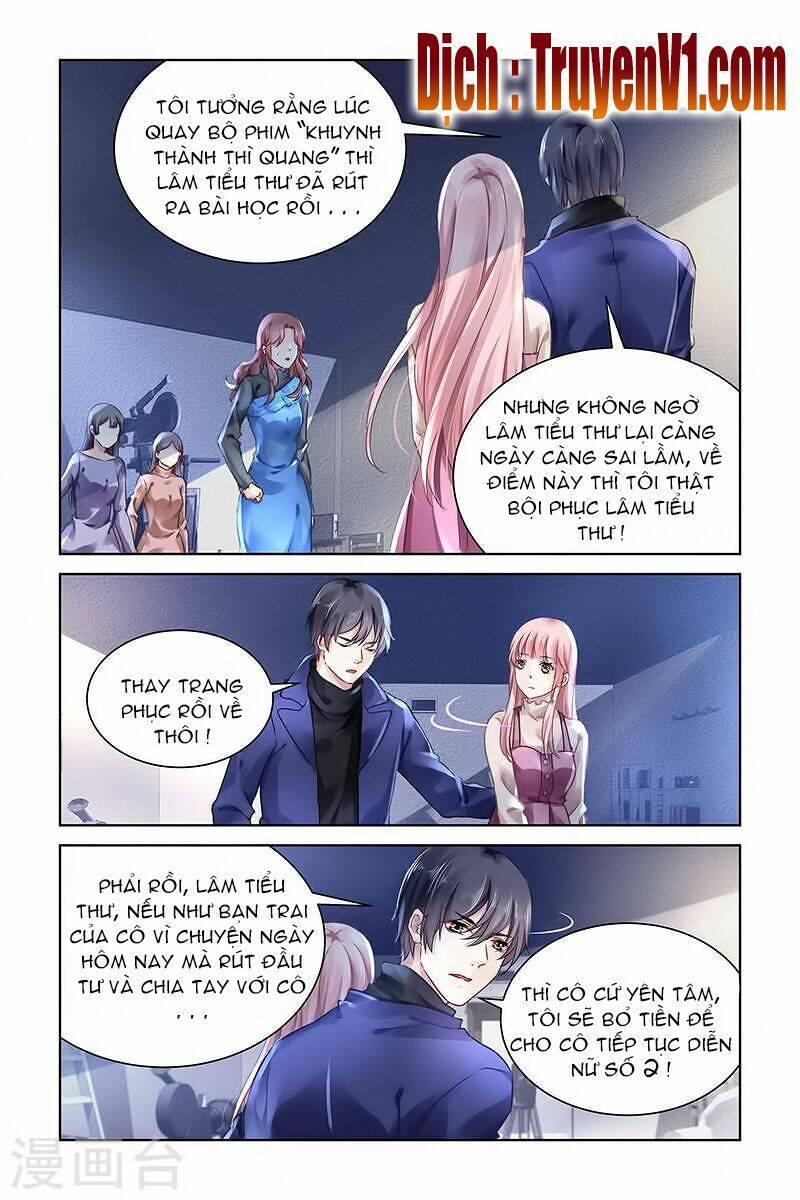 Dịch : TruyenV1.com
TÔI TƯỞNG RẰNG LÚC
QUAY BỘ PHIM "KHUYNH
THÀNH THÌ QUANG" THÌ
LÂM TIỂU THƯ ĐÃ RÚT
RA BÀI HỌC RỒI . . .
NHƯNG KHÔNG NGỜ
LÂM TIỂU THƯ LẠI CÀNG
NGÀY CÀNG SAI LẦM, VỀ
ĐIỂM NÀY THÌ TÔI THẬT
BỘI PHỤC LÂM TIỂU
THƯ !
THAY TRANG
PHỤC RỒI VỀ
THÔI !
PHẢI RỒI, LÂM TIỂU
THƯ, NẾU NHƯ BẠN TRAI
CỦA CÔ VÌ CHUYỆN NGÀY
HÔM NAY MÀ RÚT ĐẦU
TƯ VÀ CHIA TAY VỚI CÔ
. . .
THÌ CÔ CỨ YÊN TÂM,
TÔI SẼ BỎ TIỀN ĐỂ
CHO CÔ TIẾP TỤC DIỄN
NỮ SỐ 2 !
漫画台